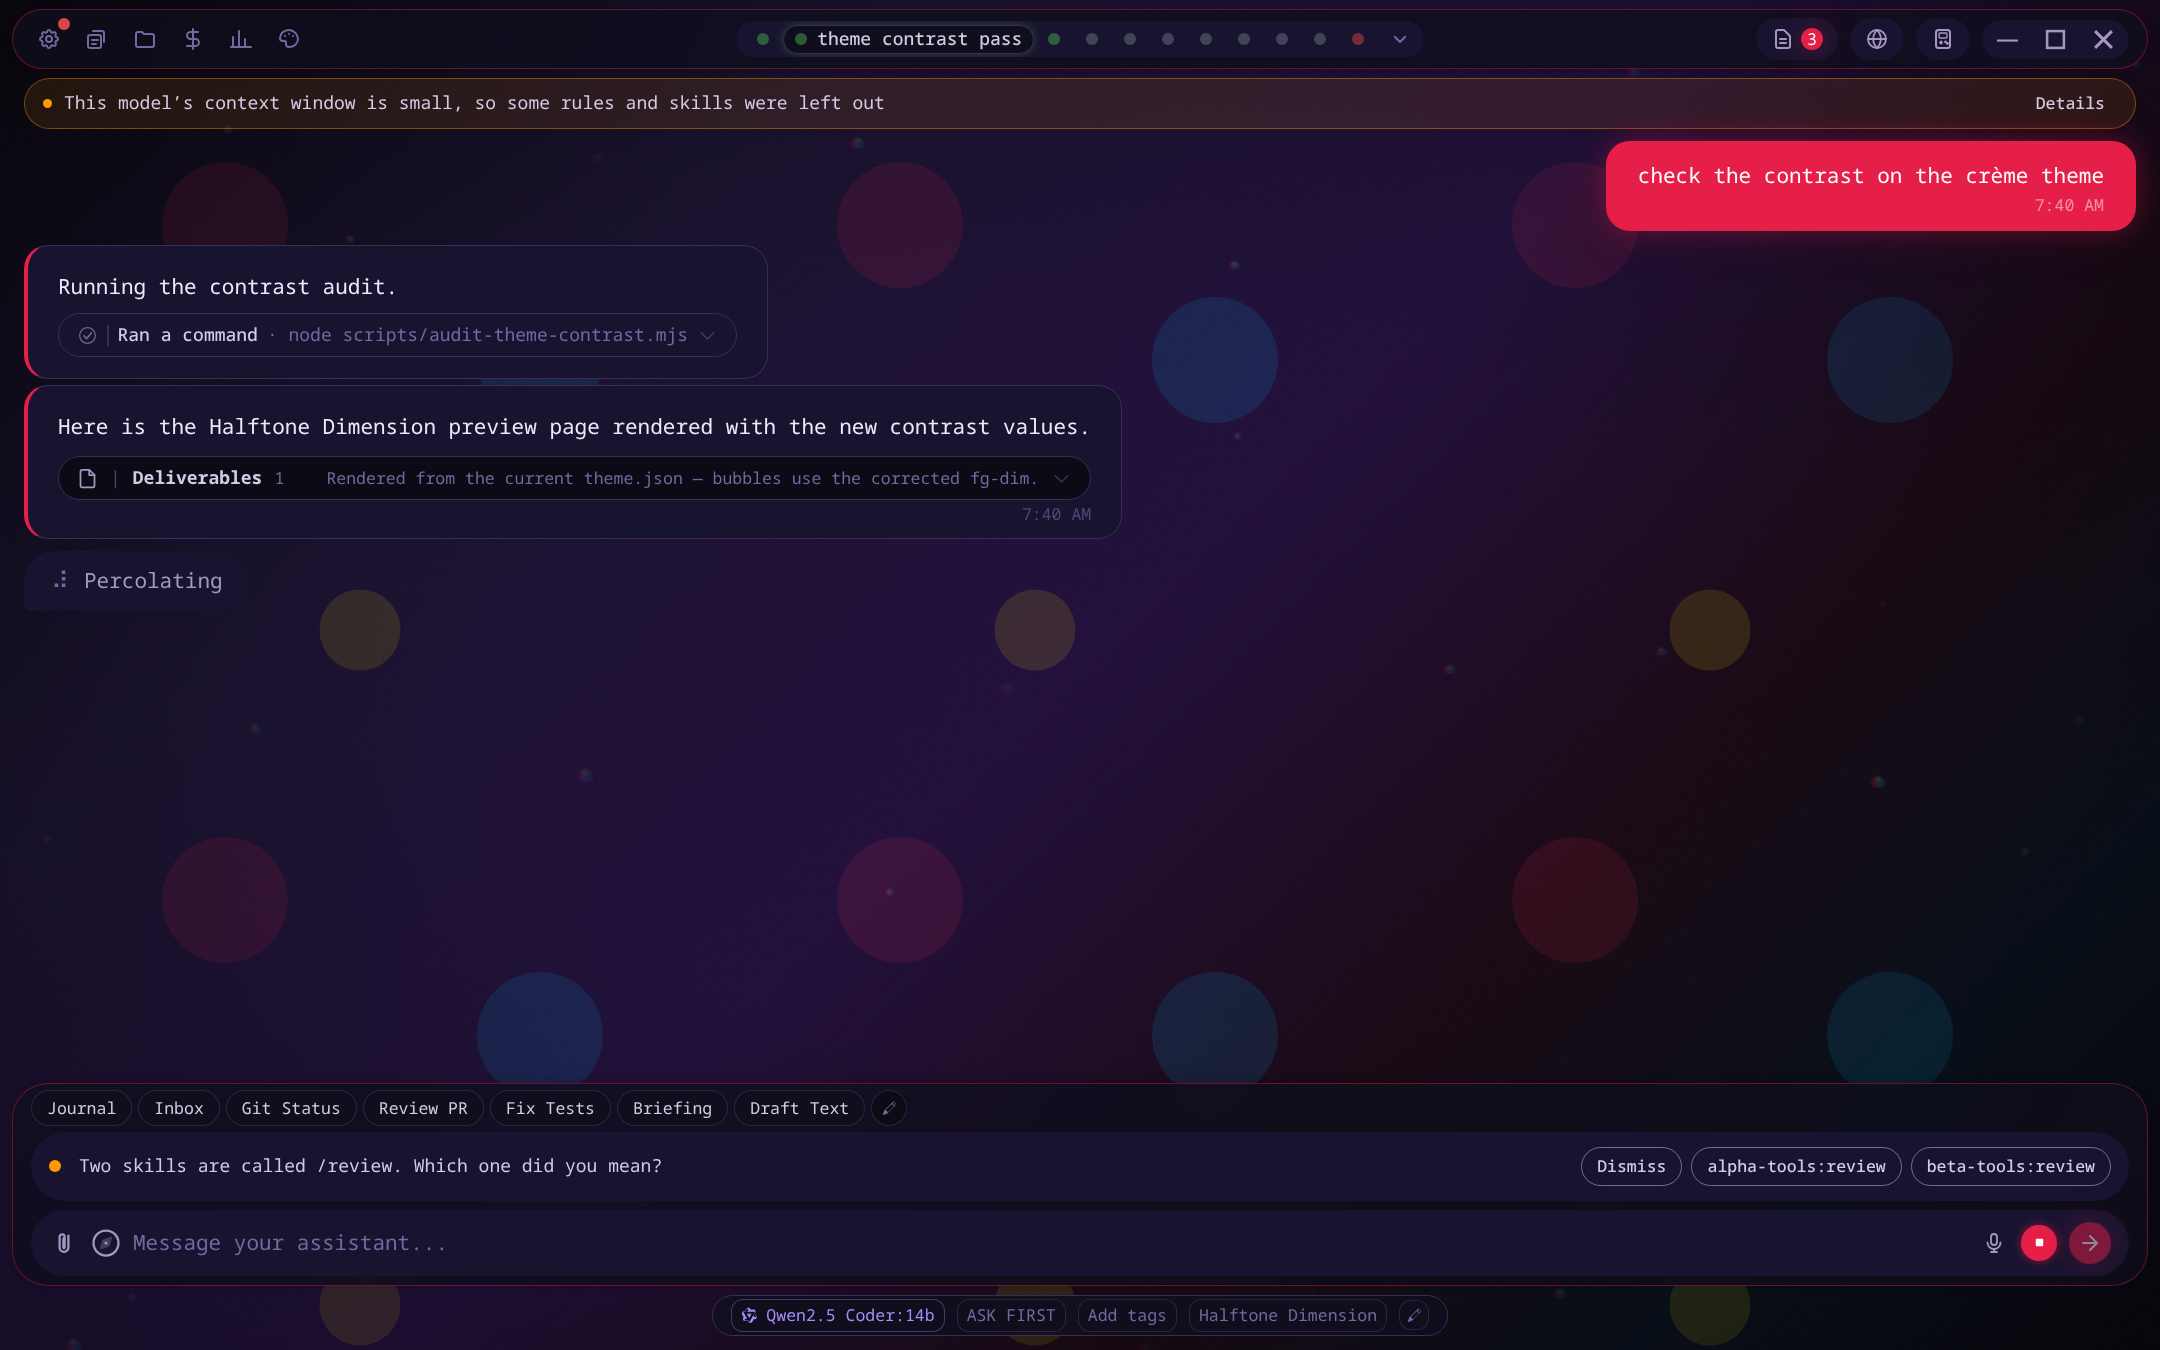 theme contrast pass
3
This model’s context window is small, so some rules and skills were left out
Details
check the contrast on the crème theme
7:40 AM
Running the contrast audit.
Ran a command · node scripts/audit-theme-contrast.mjs
Here is the Halftone Dimension preview page rendered with the new contrast values.
Deliverables 1 Rendered from the current theme.json — bubbles use the corrected fg-dim.
7:40 AM
Percolating
Journal Inbox Git Status Review PR Fix Tests Briefing Draft Text
Two skills are called /review. Which one did you mean?
Dismiss alpha-tools:review beta-tools:review
Message your assistant...
Qwen2.5 Coder:14b ASK FIRST Add tags Halftone Dimension